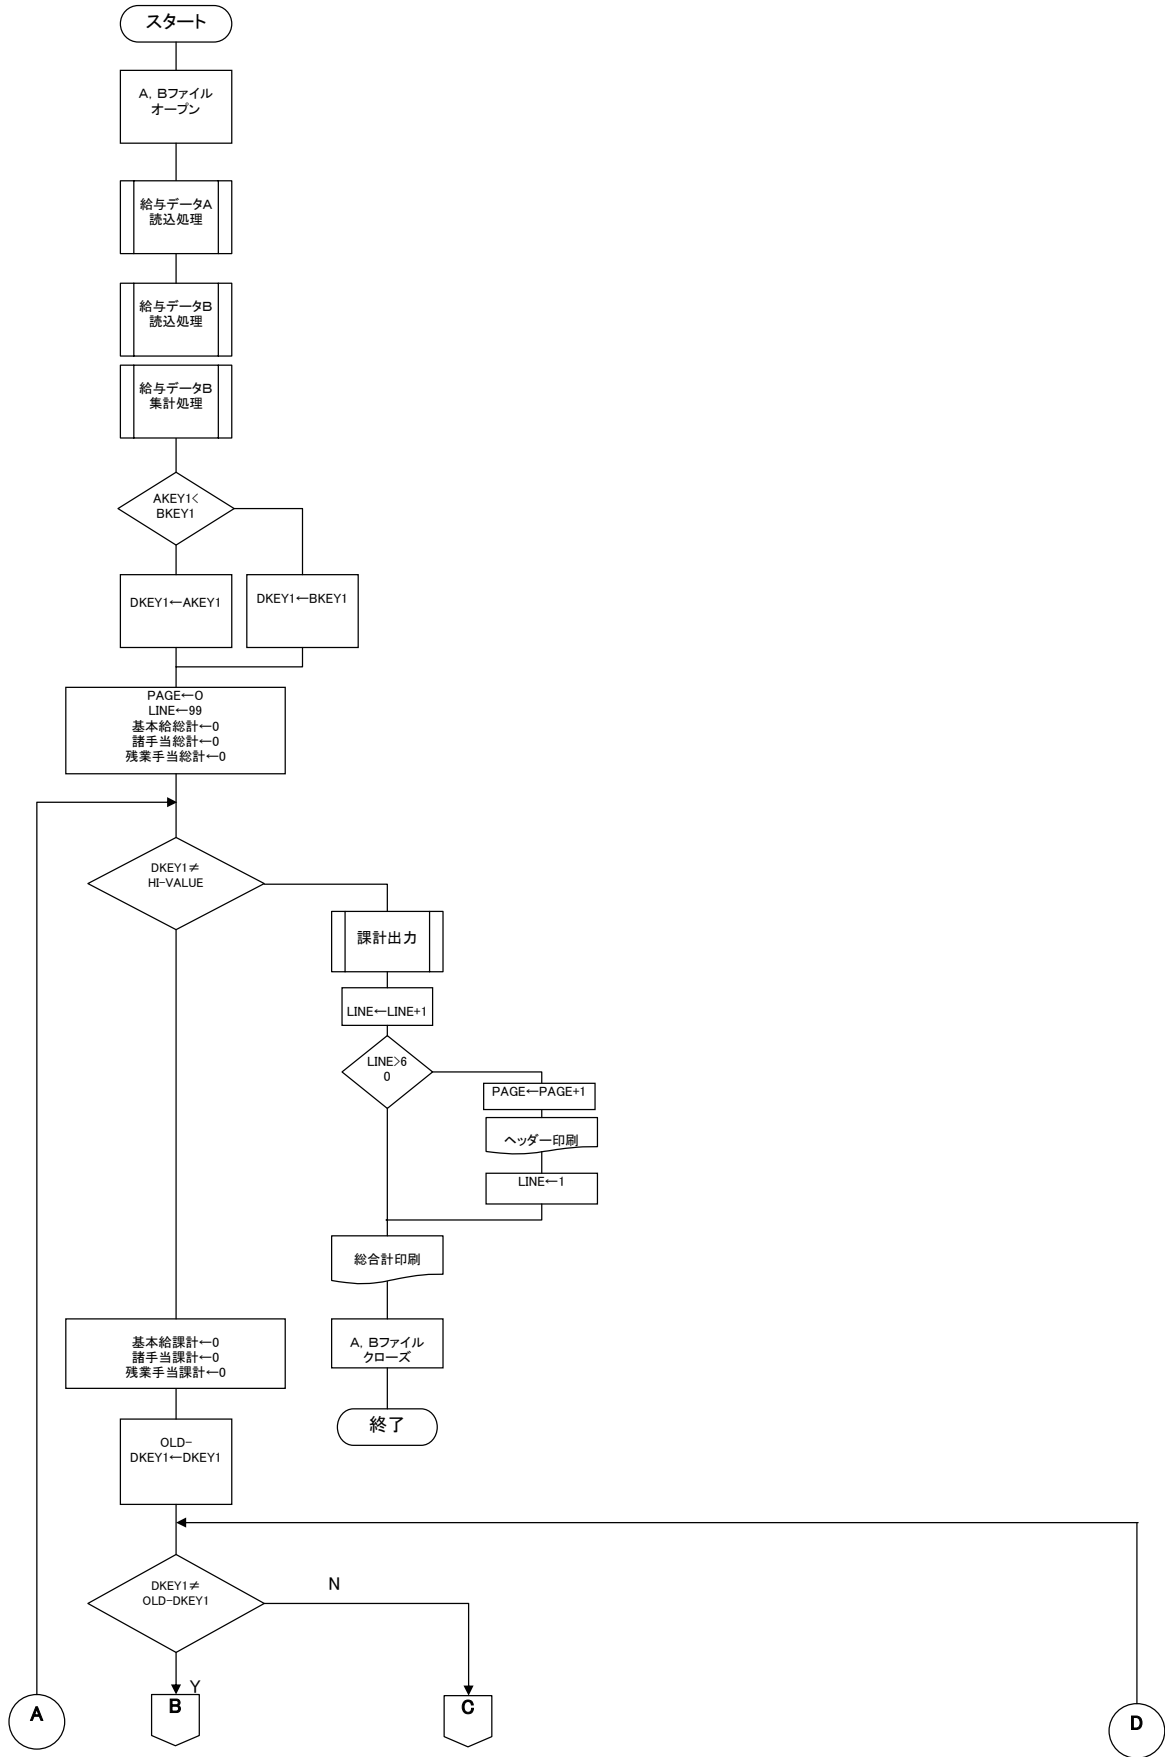 スタート
A,Bファイル
オープン
給与データA
読込処理
給与データB
読込処理
給与データB
集計処理
AKEY1<
BKEY1
DKEY1←AKEY1
DKEY1←BKEY1
PAGE←0
LINE←99
基本給総計←0
諸手当総計←0
残業手当総計←0
DKEY1≠
HI-VALUE
課計出力
LINE←LINE+1
LINE>6
0
PAGE←PAGE+1
ヘッダー印刷
LINE←1
総合計印刷
基本給課計←0
諸手当課計←0
残業手当課計←0
A,Bファイル
クローズ
終了
OLD-
DKEY1←DKEY1
DKEY1≠
OLD-DKEY1
N
Y
A
B
C
D